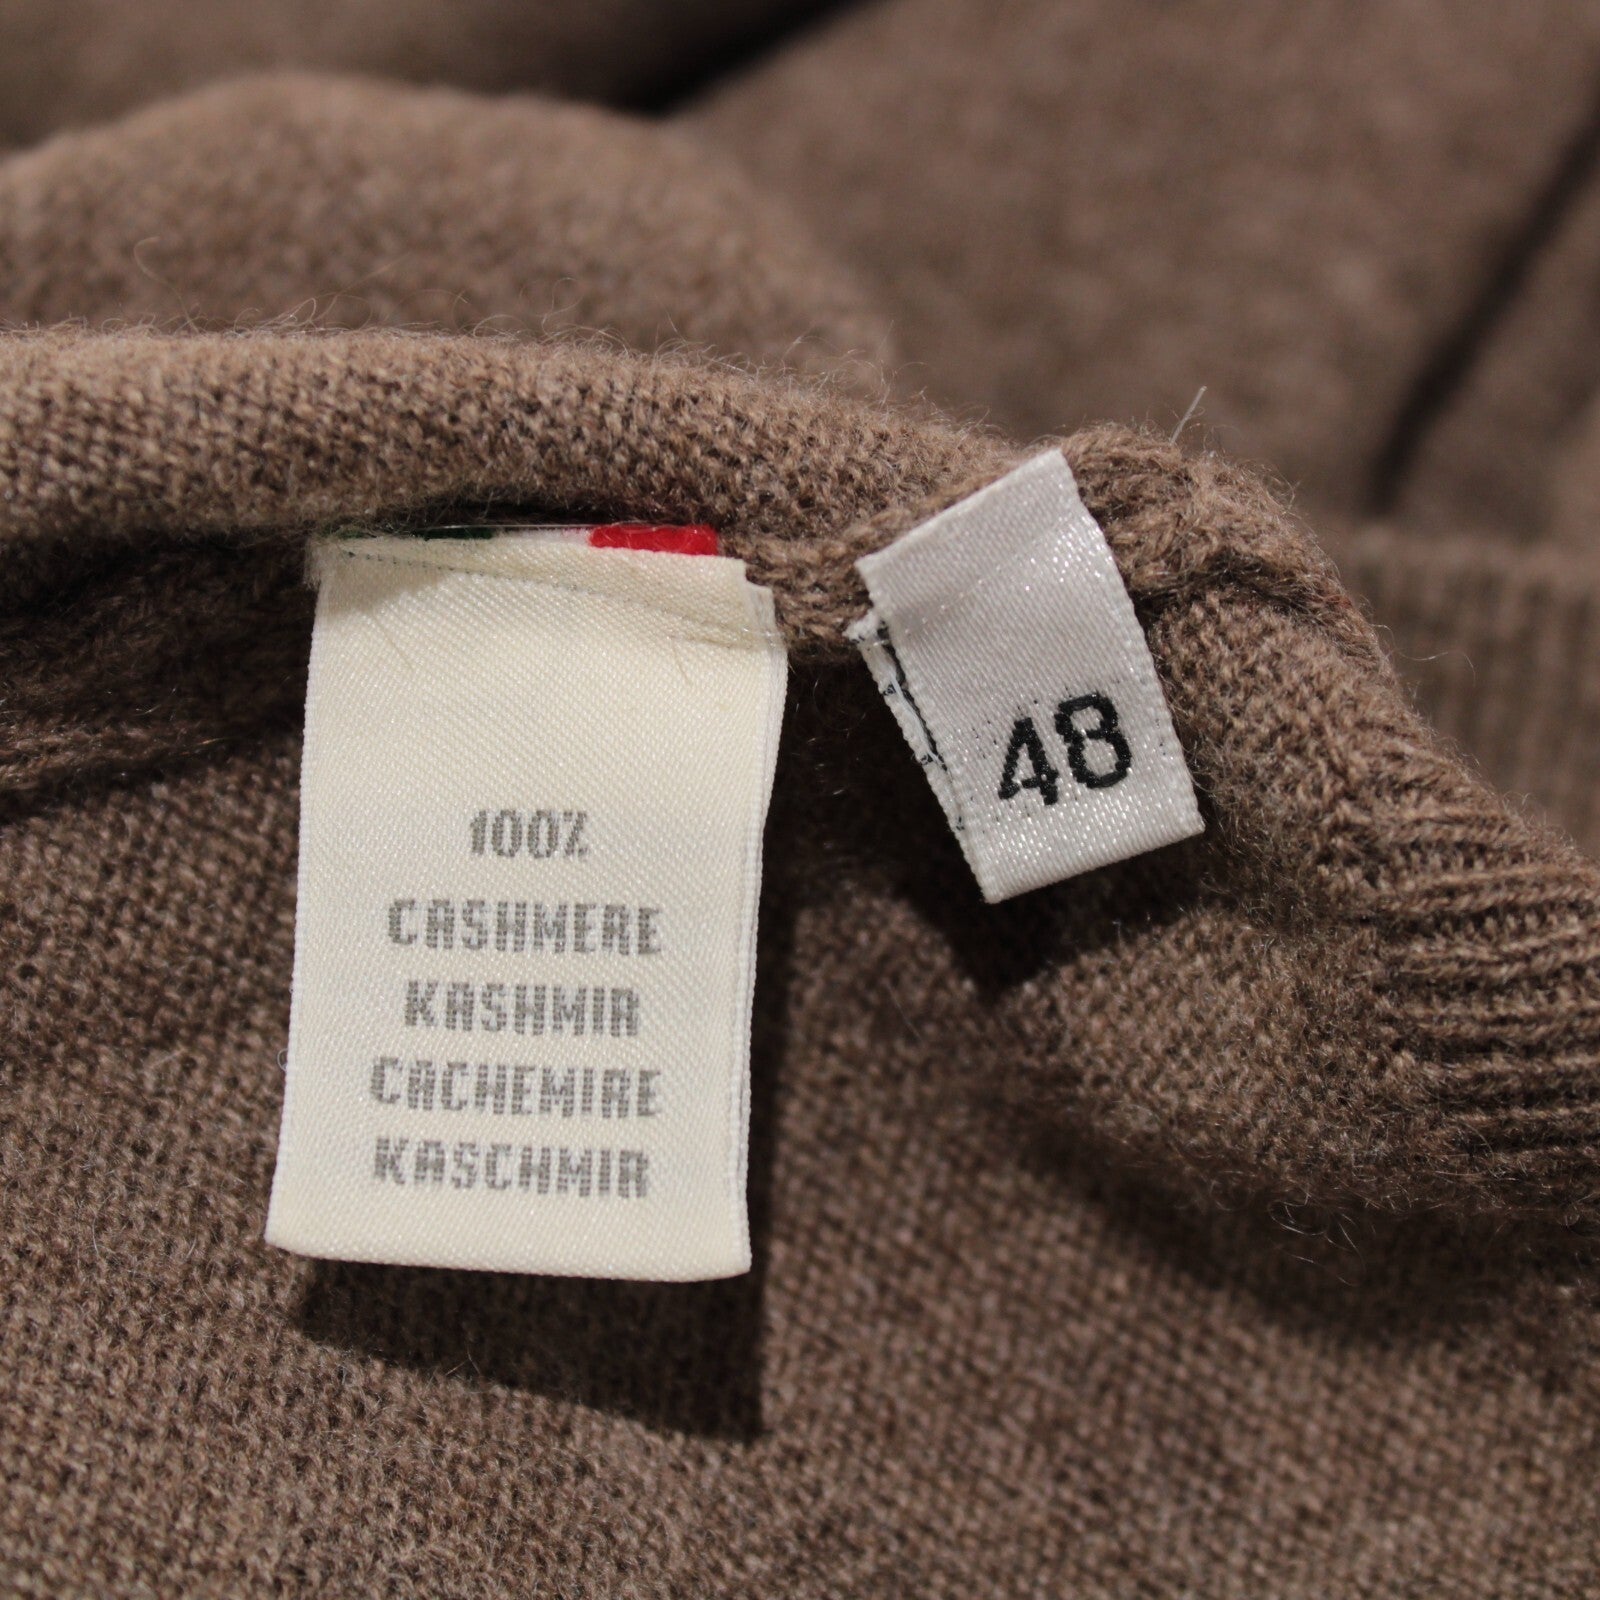 100%
CASHMERE
KASHMIR
CACHEMIRE
KASCHMIR
48